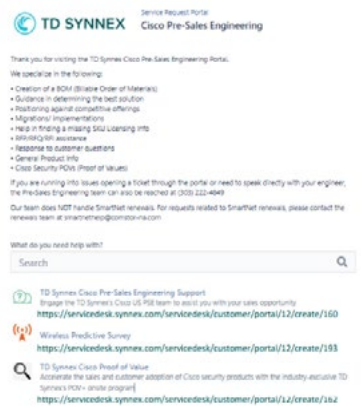 TD SYNNEX
Service Request Portal
Cisco Pre-Sales Engineering
Thank you for visiting the TD Synnex Cisco Pre-Sales Engineering Portal.
We specialize in the following:
• Creation of a BOM (Billable Order of Materials)
• Guidance in determining the best solution
• Positioning against competitive offerings
• Migrations/ Implementations
• Help in finding a missing SKU Licensing info
• RFP/RFQ/RFI assistance
• Response to customer questions
• General Product Info
• Cisco Security POVs (Proof of Values)
If you are running into issues opening a ticket through the portal or need to speak directly with your engineer,
the Pre-Sales Engineering team can also be reached at (303) 222-4849
Our team does NOT handle SmartNet renewals. For requests related to SmartNet renewals, please contact the
renewals team at smartnethelp@comstor-na.com
What do you need help with?
Search
TD Synnex Cisco Pre-Sales Engineering Support
Engage the TD Synnex's Cisco US PSE team to assist you with your sales opportunity
https://servicedesk.synnex.com/servicedesk/customer/portal/12/create/160
Wireless Predictive Survey
https://servicedesk.synnex.com/servicedesk/customer/portal/12/create/193
TD Synnex Cisco Proof of Value
Accelerate the sales and customer adoption of Cisco security products with the industry-exclusive TD
Synnex's POV+ onsite program
https://servicedesk.synnex.com/servicedesk/customer/portal/12/create/162